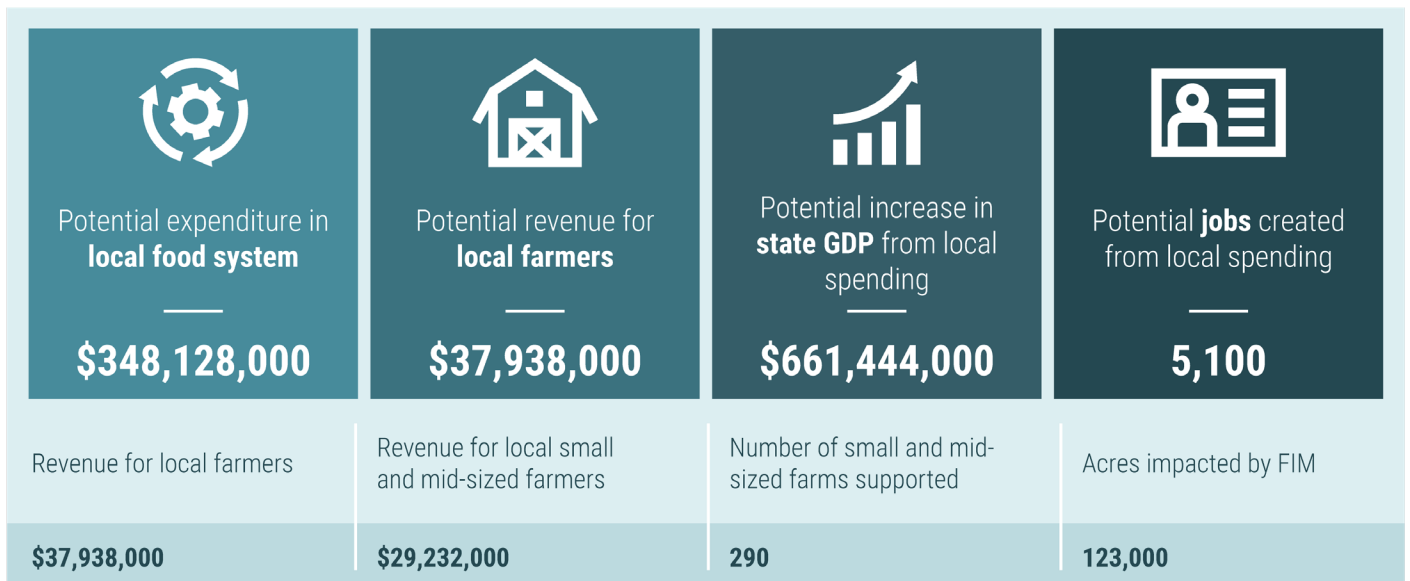 Potential expenditure in
local food system
$348,128,000
Potential revenue for
local farmers
$37,938,000
Potential increase in
state GDP from local
spending
$661,444,000
Potential jobs created
from local spending
5,100
Revenue for local farmers
$37,938,000
Revenue for local small
and mid-sized farmers
$29,232,000
Number of small and mid-
sized farms supported
290
Acres impacted by FIM
123,000